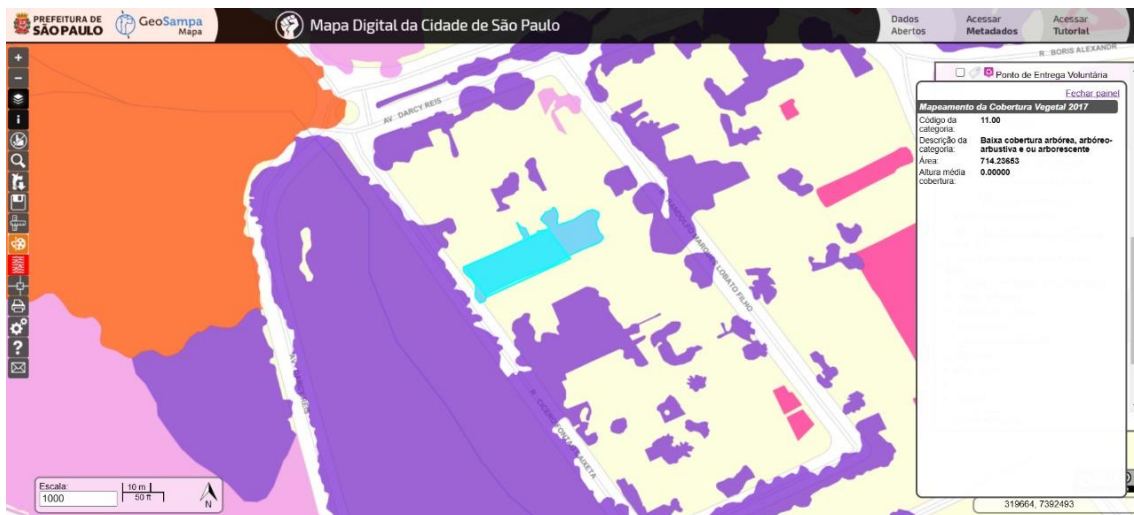 PREFEITURA DE
SÃO PAULO
GeoSampa
Mapa
Mapa Digital da Cidade de São Paulo
Dados
Abertos
Acessar
Metadados
Acessar
Tutorial
R. BORIS ALEXANDR
Ponto de Entrega Voluntária
Fechar painel
Mapeamento da Cobertura Vegetal 2017
Código da categoria: 11.00
Descrição da categoria: Baixa cobertura arbórea, arbóreo-
arbustiva e ou arborescente
Área: 714.23653
Altura média cobertura: 0.00000
AV. DARCY REIS
LOBATO FILHO
AV. DARCY REIS
Escala:
1000
10 m
50 ft
N
319664, 7392493